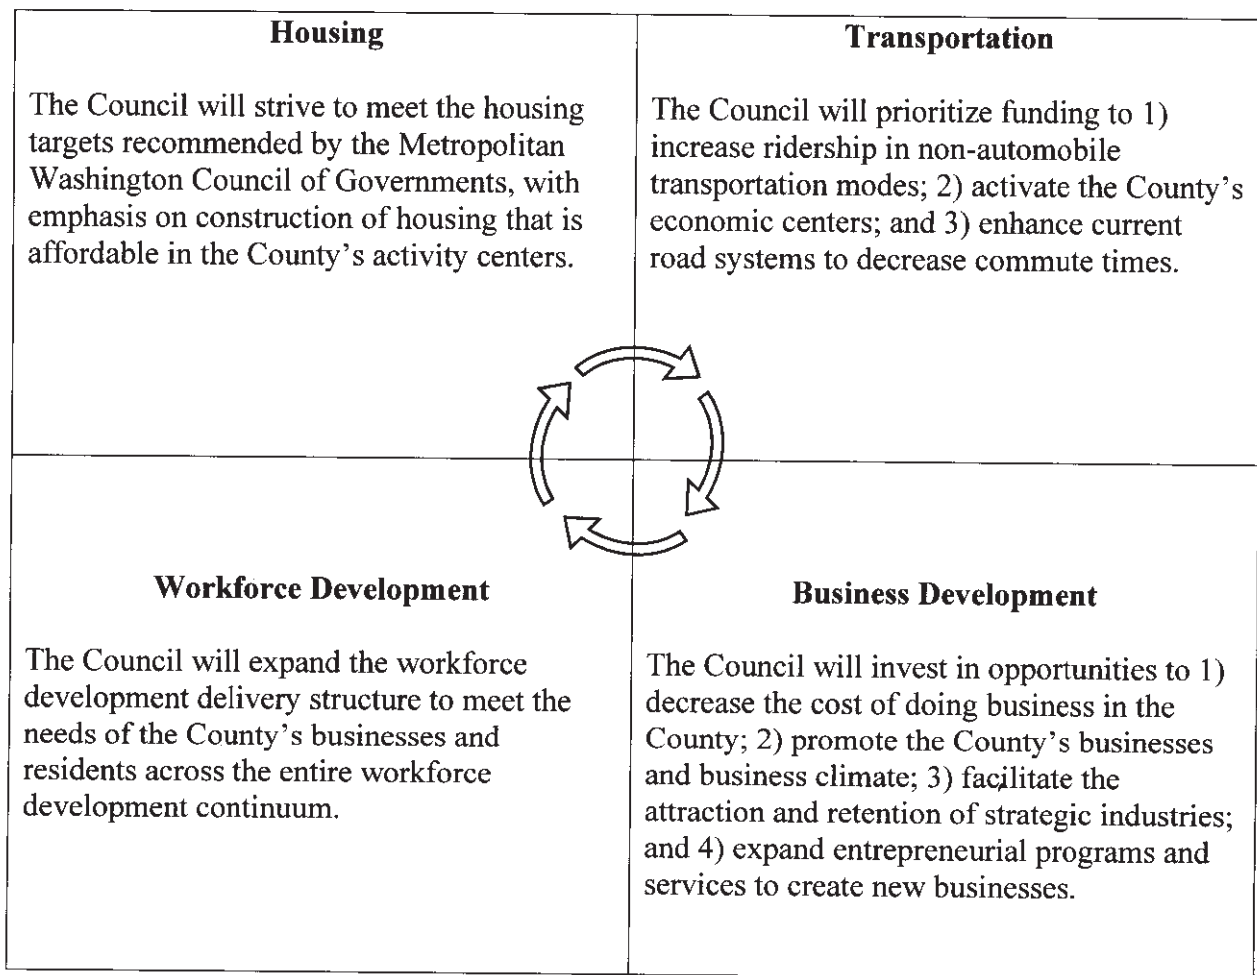 Housing
The Council will strive to meet the housing
targets recommended by the Metropolitan
Washington Council of Governments, with
emphasis on construction of housing that is
affordable in the County's activity centers.
Transportation
The Council will prioritize funding to 1)
increase ridership in non-automobile
transportation modes; 2) activate the County's
economic centers; and 3) enhance current
road systems to decrease commute times.
Workforce Development
The Council will expand the workforce
development delivery structure to meet the
needs of the County's businesses and
residents across the entire workforce
development continuum.
Business Development
The Council will invest in opportunities to 1)
decrease the cost of doing business in the
County; 2) promote the County's businesses
and business climate; 3) facilitate the
attraction and retention of strategic industries;
and 4) expand entrepreneurial programs and
services to create new businesses.